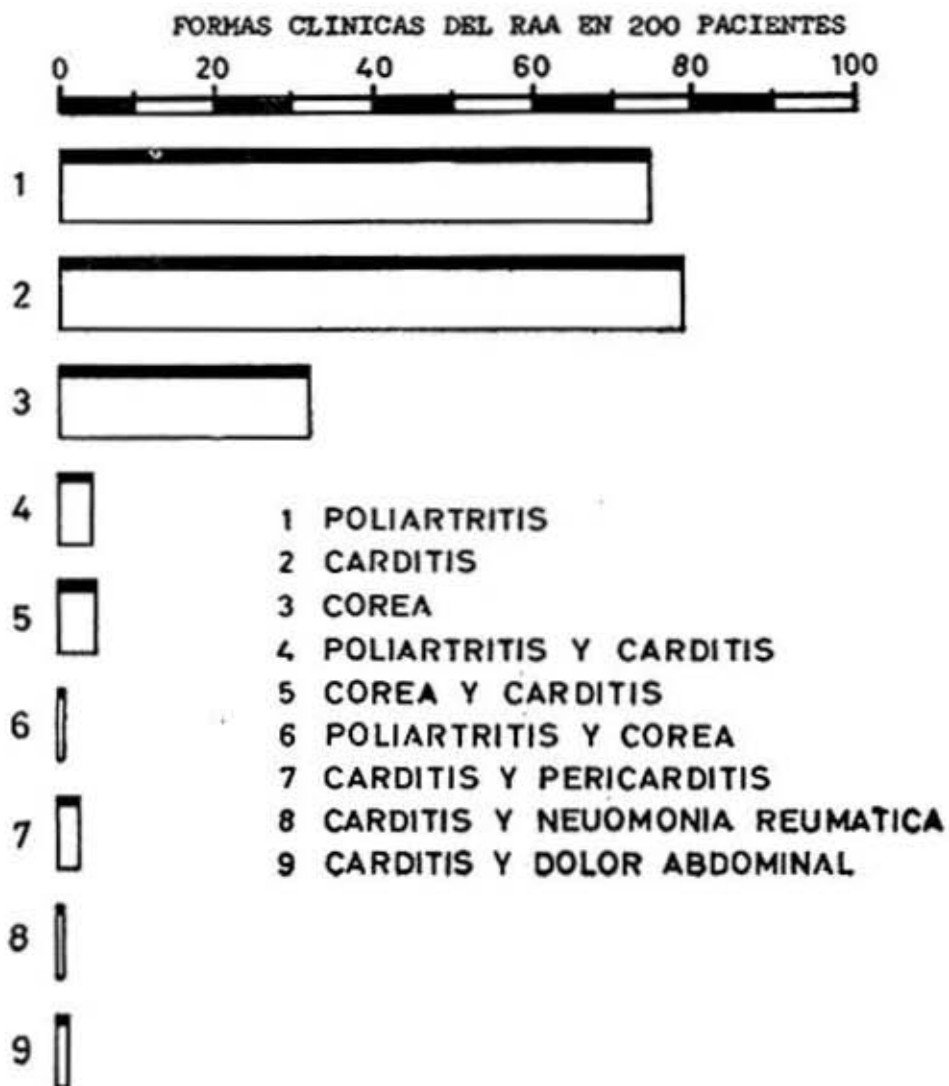 FORMAS CLINICAS DEL RAA EN 200 PACIENTES
0 20 40 60 80 100
1
2
3
4
5
6
7
8
9
1 POLIARTRITIS
2 CARDITIS
3 COREA
4 POLIARTRITIS Y CARDITIS
5 COREA Y CARDITIS
6 POLIARTRITIS Y COREA
7 CARDITIS Y PERICARDITIS
8 CARDITIS Y NEUOMONIA REUMATICA
9 CARDITIS Y DOLOR ABDOMINAL